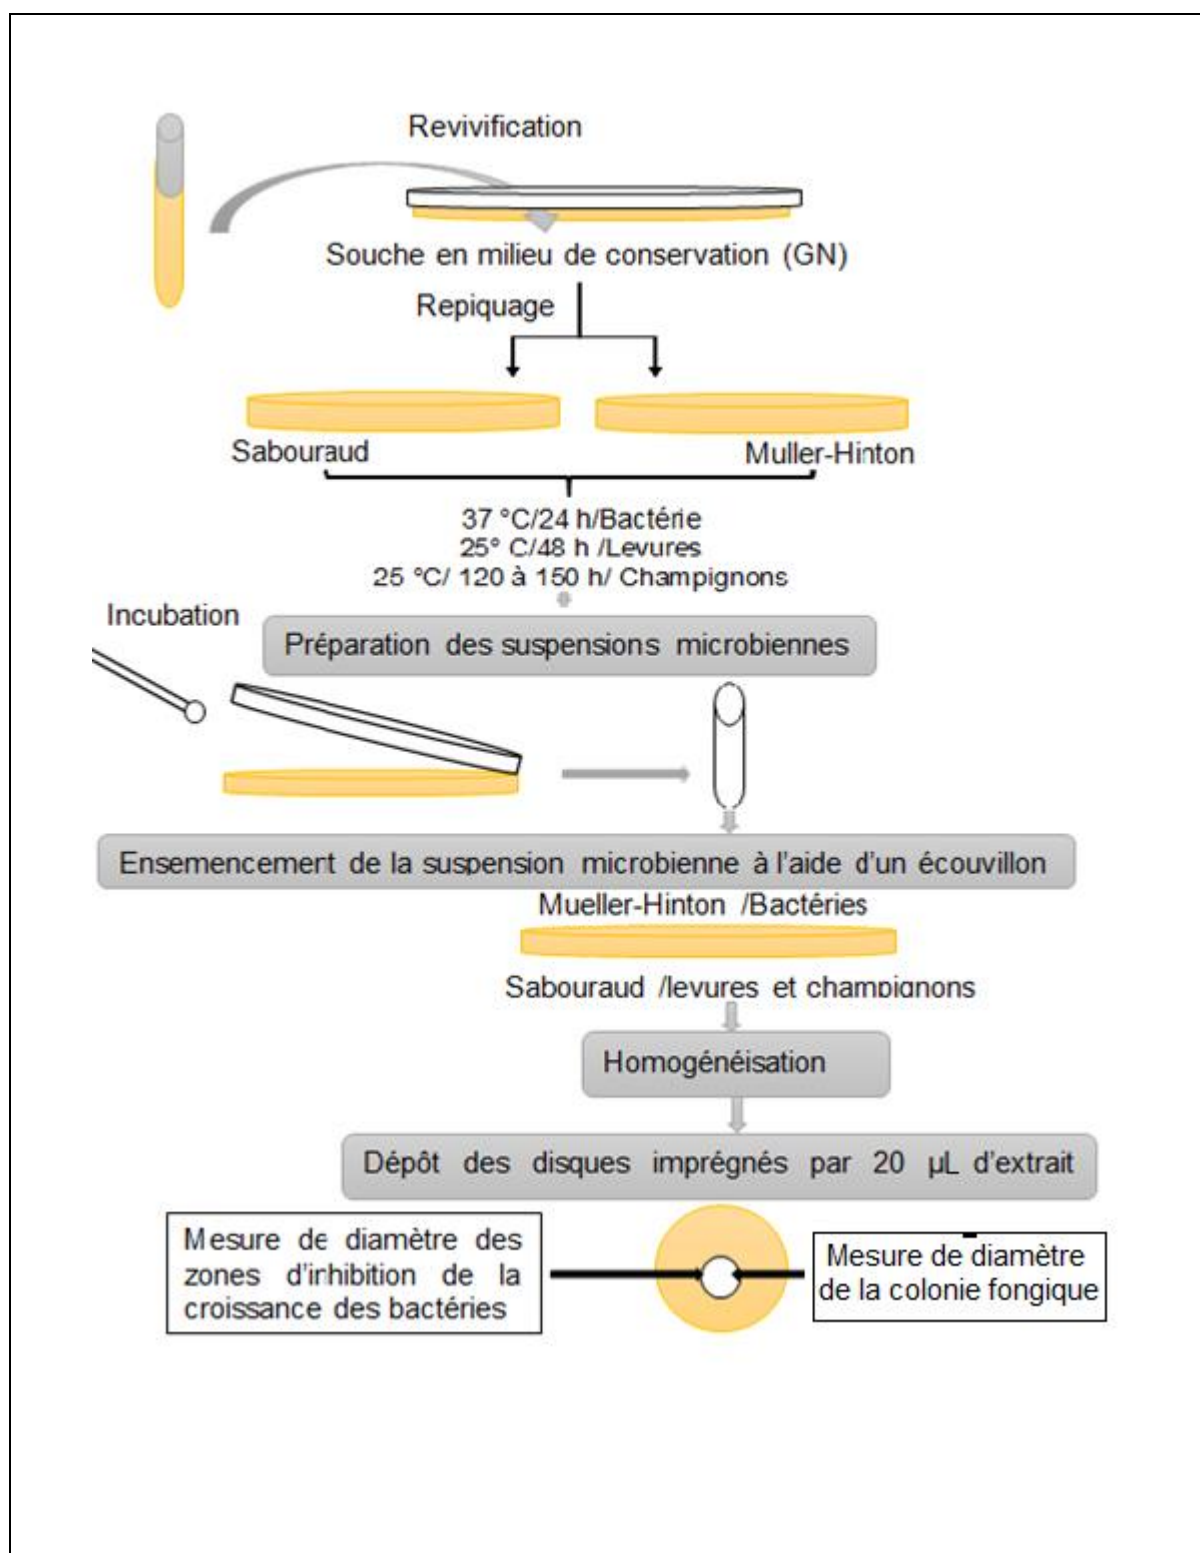 Revivification
Souche en milieu de conservation (GN)
Repiquage
Sabouraud
Muller-Hinton
37 °C/24 h/Bactérie
25° C/48 h /Levures
25 °C/ 120 à 150 h/ Champignons
Incubation
Préparation des suspensions microbiennes
Ensemencement de la suspension microbienne à l'aide d'un écouvillon
Mueller-Hinton /Bactéries
Sabouraud /levures et champignons
Homogénéisation
Dépôt des disques imprégnés par 20 µL d'extrait
Mesure de diamètre des
zones d'inhibition de la
croissance des bactéries
Mesure de diamètre
de la colonie fongique